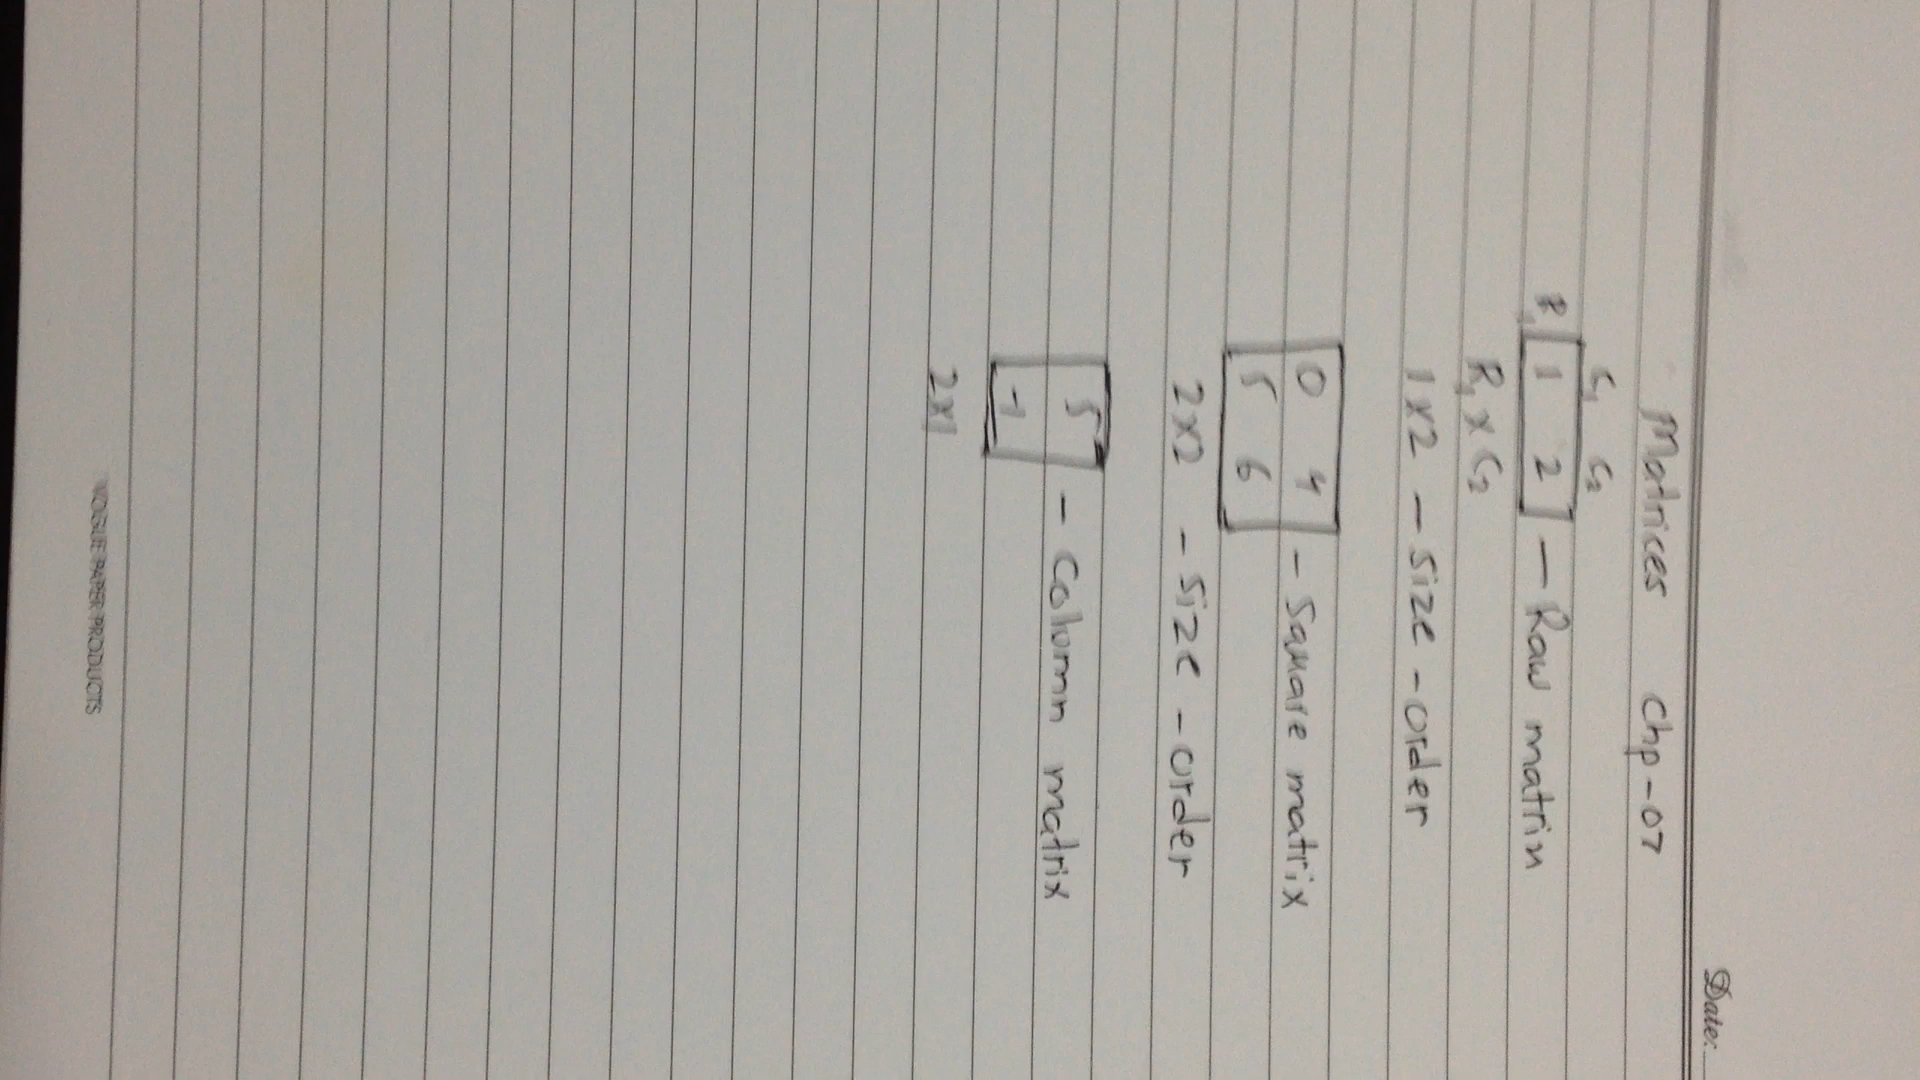 Date:
Matrices Chp-07
C1 C2
R1 [1 2] - Raw matrix
R1 x C2
1x2 - Size - order
[0 4
5 6] - Square matrix
2x2 - Size - order
[5
-1] - Column matrix
2x1
VOGUE PAPER PRODUCTS